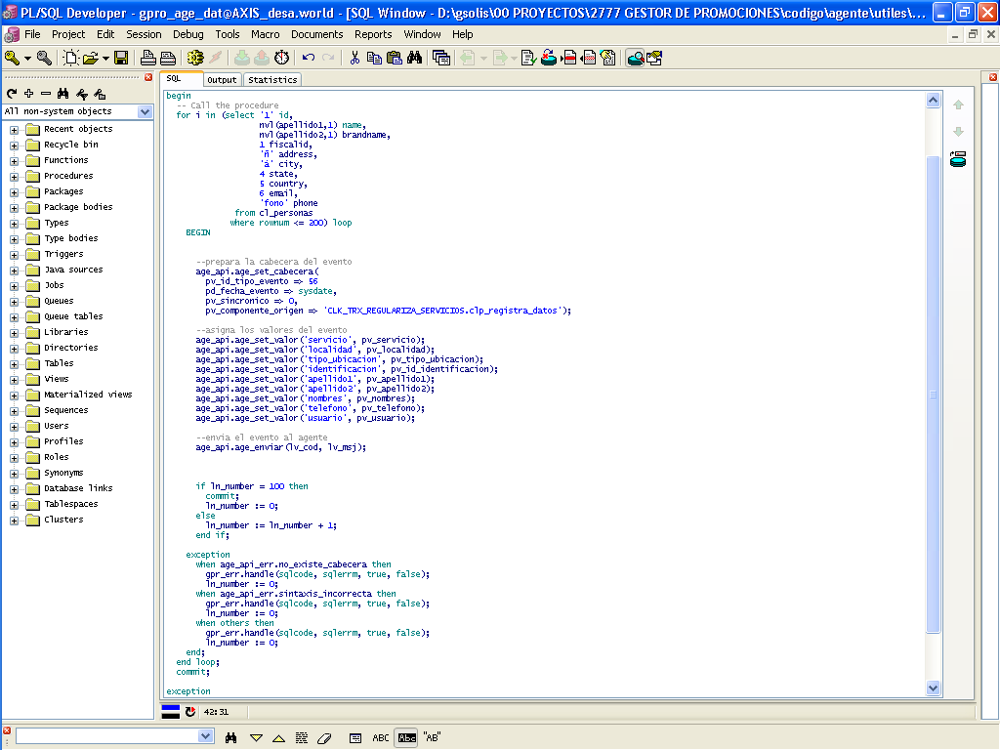 PL/SQL Developer - gpro_age_dat@AXIS_desa.world - [SQL Window - D:\gsolis\00 PROYECTOS\2777 GESTOR DE PROMOCIONES\codigo\agente\utiles\...
File Project Edit Session Debug Tools Macro Documents Reports Window Help
SQL Output Statistics
All non-system objects
Recent objects
Recycle bin
Functions
Procedures
Packages
Package bodies
Types
Type bodies
Triggers
Java sources
Jobs
Queues
Queue tables
Libraries
Directories
Tables
Views
Materialized views
Sequences
Users
Profiles
Roles
Synonyms
Database links
Tablespaces
Clusters
begin
-- Call the procedure
for i in (select '1' id,
nvl(apellido1,1) name,
nvl(apellido2,1) brandname,
1 fiscalid,
'ñ' address,
'á' city,
4 state,
5 country,
6 email,
'fono' phone
from cl_personas
where rownum <= 200) loop
BEGIN
--prepara la cabecera del evento
age_api.age_set_cabecera(
pv_id_tipo_evento => 56
pd_fecha_evento => sysdate,
pv_sincronico => 0,
pv_componente_origen => 'CLK_TRX_REGULARIZA_SERVICIOS.clp_registra_datos');
--asigna los valores del evento
age_api.age_set_valor('servicio', pv_servicio);
age_api.age_set_valor('localidad', pv_localidad);
age_api.age_set_valor('tipo_ubicacion', pv_tipo_ubicacion);
age_api.age_set_valor('identificacion', pv_id_identificacion);
age_api.age_set_valor('apellido1', pv_apellido1);
age_api.age_set_valor('apellido2', pv_apellido2);
age_api.age_set_valor('nombres', pv_nombres);
age_api.age_set_valor('telefono', pv_telefono);
age_api.age_set_valor('usuario', pv_usuario);
--envia el evento al agente
age_api.age_enviar(lv_cod, lv_msj);
if ln_number = 100 then
commit;
ln_number := 0;
else
ln_number := ln_number + 1;
end if;
exception
when age_api_err.no_existe_cabecera then
gpr_err.handle(sqlcode, sqlerrm, true, false);
ln_number := 0;
when age_api_err.sintaxis_incorrecta then
gpr_err.handle(sqlcode, sqlerrm, true, false);
ln_number := 0;
when others then
gpr_err.handle(sqlcode, sqlerrm, true, false);
ln_number := 0;
end;
end loop;
commit;
exception
42:31
ABC Abc "AB"